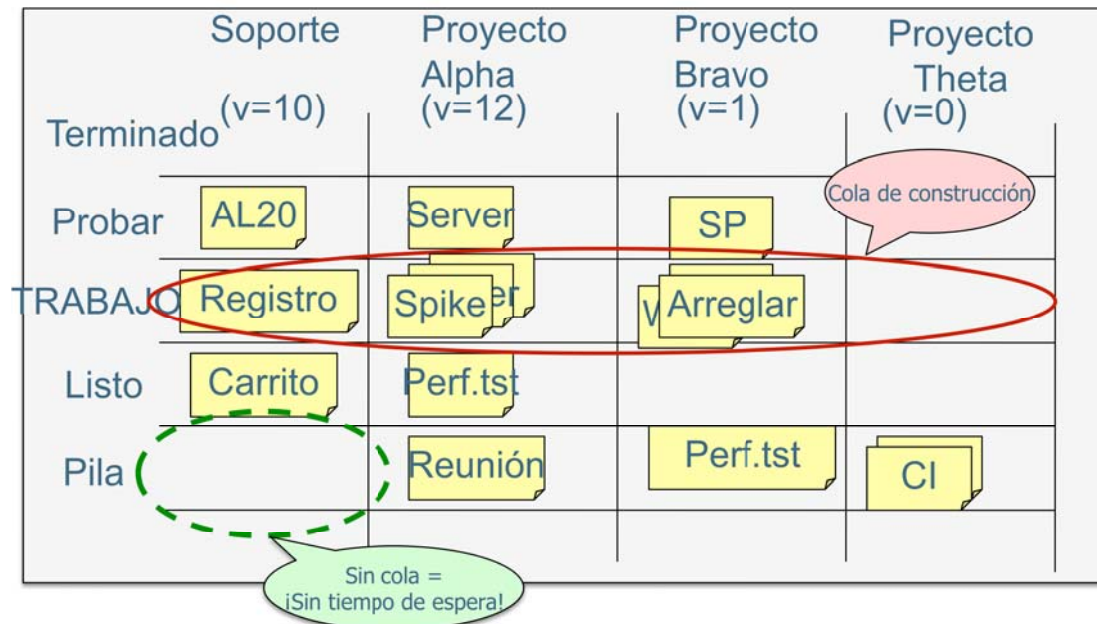 Soporte
Proyecto
Alpha
Proyecto
Bravo
Proyecto
Theta
(v=10)
(v=12)
(v=1)
(v=0)
Terminado
Cola de construcción
Probar
AL20
Server
SP
TRABAJO
Registro
Spike
er
W
Arreglar
Listo
Carrito
Perf.tst
Pila
Reunión
Perf.tst
CI
Sin cola =
¡Sin tiempo de espera!